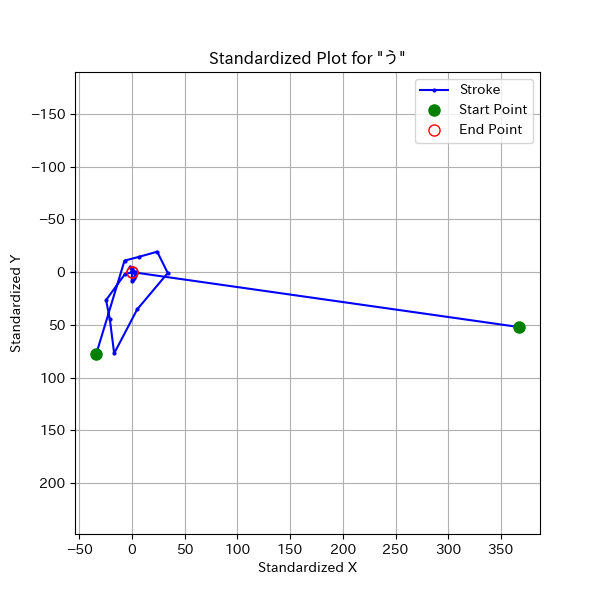 Standardized Plot for "う"
Stroke
Start Point
End Point
Standardized Y
−150
−100
−50
0
50
100
150
200
−50 0 50 100 150 200 250 300 350
Standardized X